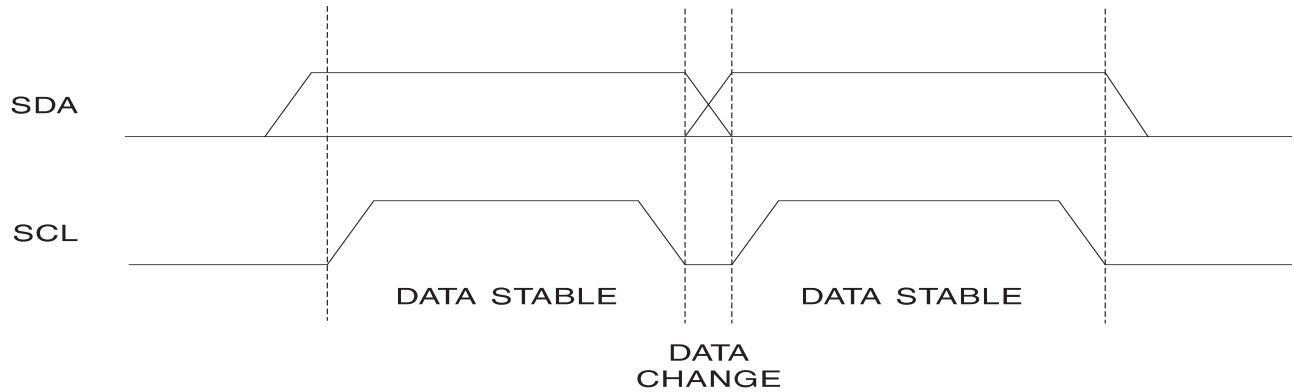 SDA
SCL
DATA STABLE
DATA STABLE
DATA
CHANGE